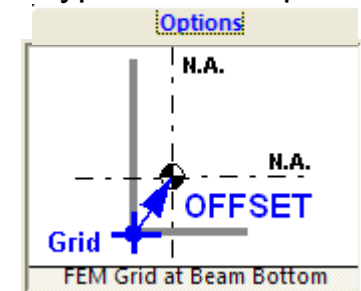 Options
N.A.
N.A.
OFFSET
Grid
FEM Grid at Beam Bottom